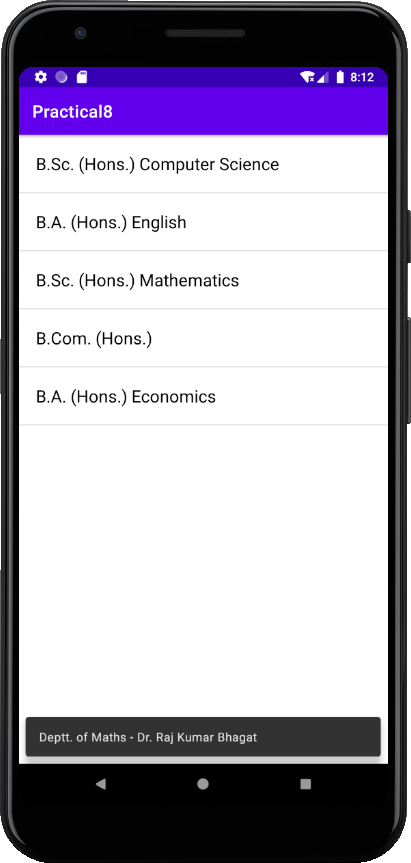 8:12
Practical8
B.Sc. (Hons.) Computer Science
B.A. (Hons.) English
B.Sc. (Hons.) Mathematics
B.Com. (Hons.)
B.A. (Hons.) Economics
Deptt. of Maths - Dr. Raj Kumar Bhagat